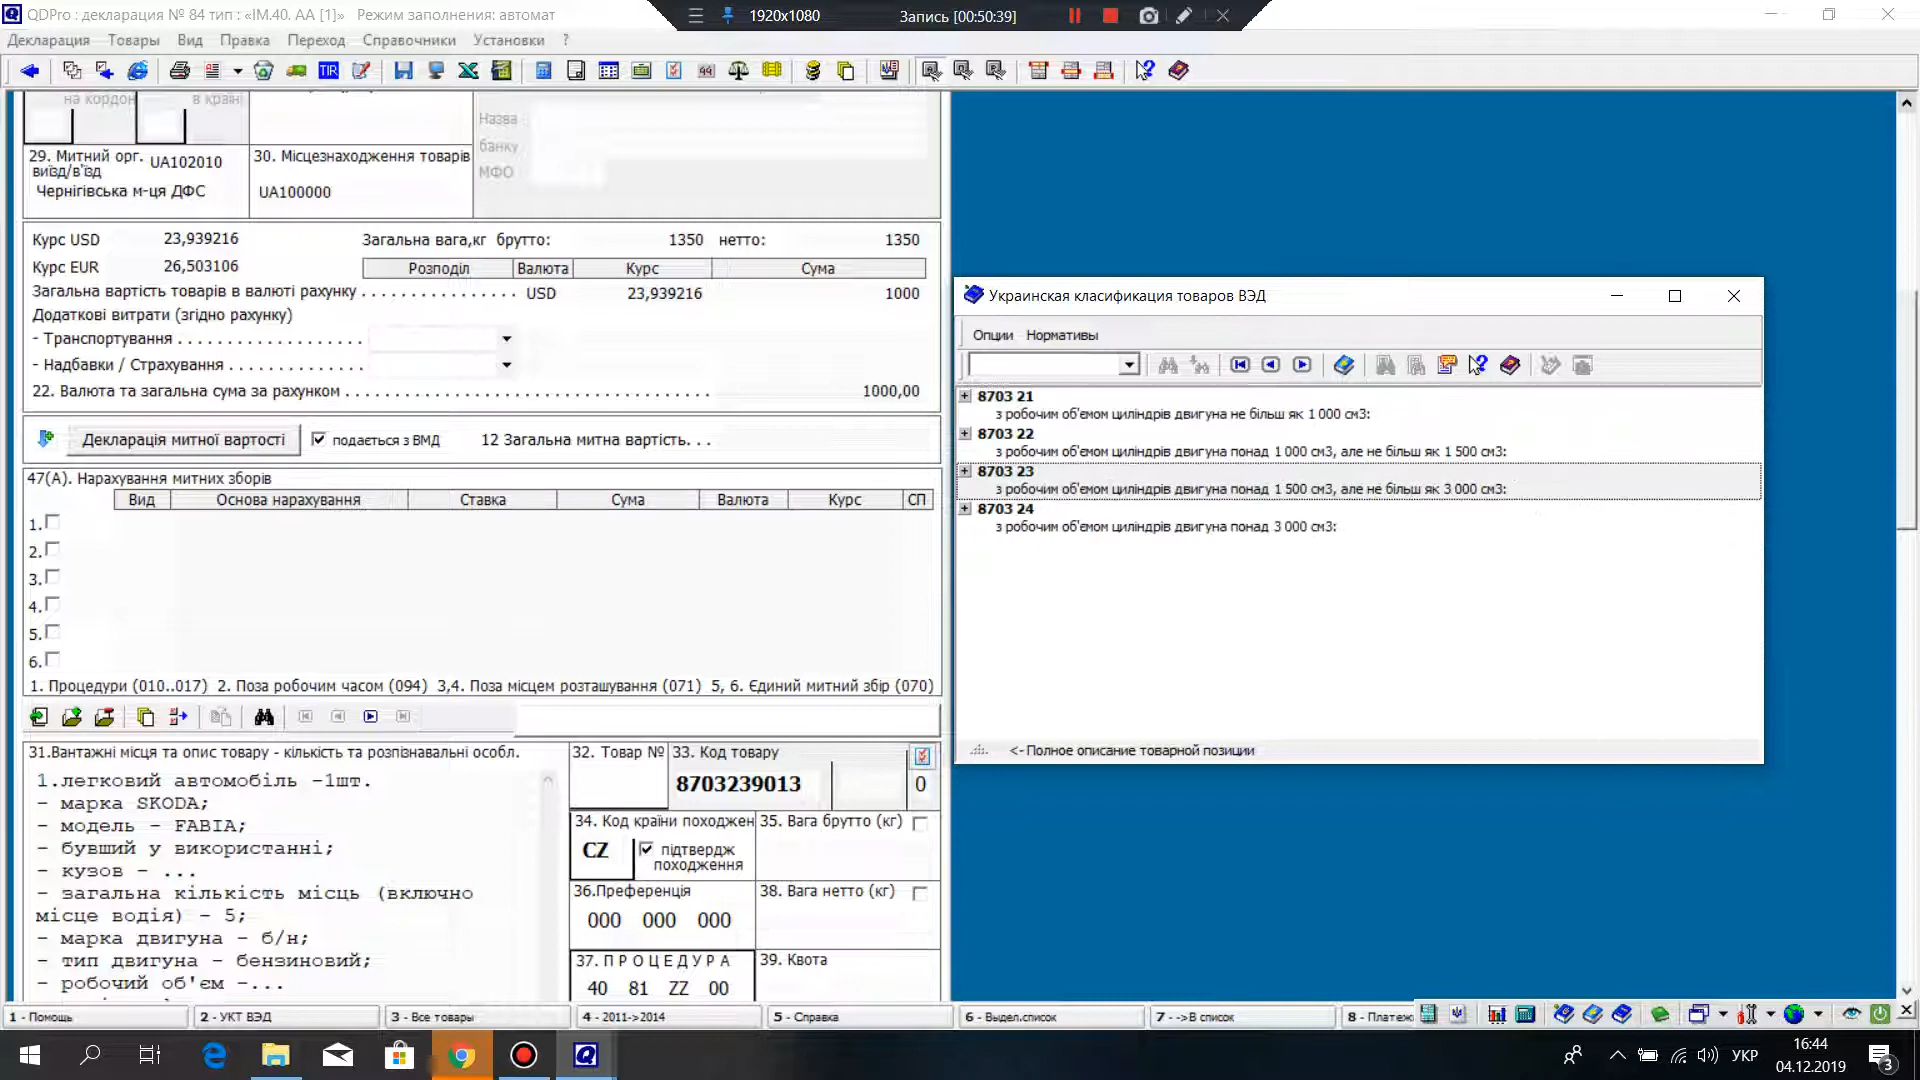 QDPro : декларация № 84 тип : «ІМ.40. АА [1]» Режим заполнения: автомат
1920x1080
Запись [00:50:39]
Декларация Товары Вид Правка Переход Справочники Установки ?
TIR
на кордон
в країні
Назва
банку
МФО
29. Митний орг. UA102010
виїзд/в'їзд
Чернігівська м-ця ДФС
30. Місцезнаходження товарів
UA100000
Курс USD 23,939216 Загальна вага,кг брутто: 1350 нетто: 1350
Курс EUR 26,503106 Розподіл Валюта Курс Сума
Загальна вартість товарів в валюті рахунку . . . . . . . . . . . . . . . . USD 23,939216 1000
Додаткові витрати (згідно рахунку)
- Транспортування . . . . . . . . . . . . . . . . . . .
- Надбавки / Страхування . . . . . . . . . . . . . .
22. Валюта та загальна сума за рахунком . . . . . . . . . . . . . . . . . . . . . . . . . . . . . . . . . . . . . 1000,00
Декларація митної вартості подається з ВМД 12 Загальна митна вартість. . .
47(А). Нарахування митних зборів
Вид Основа нарахування Ставка Сума Валюта Курс СП
1.
2.
3.
4.
5.
6.
1. Процедури (010..017) 2. Поза робочим часом (094) 3,4. Поза місцем розташування (071) 5, 6. Єдиний митний збір (070)
31.Вантажні місця та опис товару - кількість та розпізнавальні особл.
1.легковий автомобіль -1шт.
- марка SKODA;
- модель - FABIA;
- бувший у використанні;
- кузов - ...
- загальна кількість місць (включно
місце водія) - 5;
- марка двигуна - б/н;
- тип двигуна - бензиновий;
- робочий об'єм -...
32. Товар №
33. Код товару
8703239013
0
34. Код країни походжен
CZ
підтвердж
походження
35. Вага брутто (кг)
36.Преференція
000 000 000
38. Вага нетто (кг)
37. П Р О Ц Е Д У Р А
40 81 ZZ 00
39. Квота
Украинская класификация товаров ВЭД
Опции Нормативы
8703 21
з робочим об'ємом циліндрів двигуна не більш як 1 000 см3:
8703 22
з робочим об'ємом циліндрів двигуна понад 1 000 см3, але не більш як 1 500 см3:
8703 23
з робочим об'ємом циліндрів двигуна понад 1 500 см3, але не більш як 3 000 см3:
8703 24
з робочим об'ємом циліндрів двигуна понад 3 000 см3:
<- Полное описание товарной позиции
1 - Помощь 2 - УКТ ВЭД 3 - Все товары 4 - 2011->2014 5 - Справка 6 - Выдел.список 7 - ->В список 8 - Платеж
УКР
16:44
04.12.2019
3